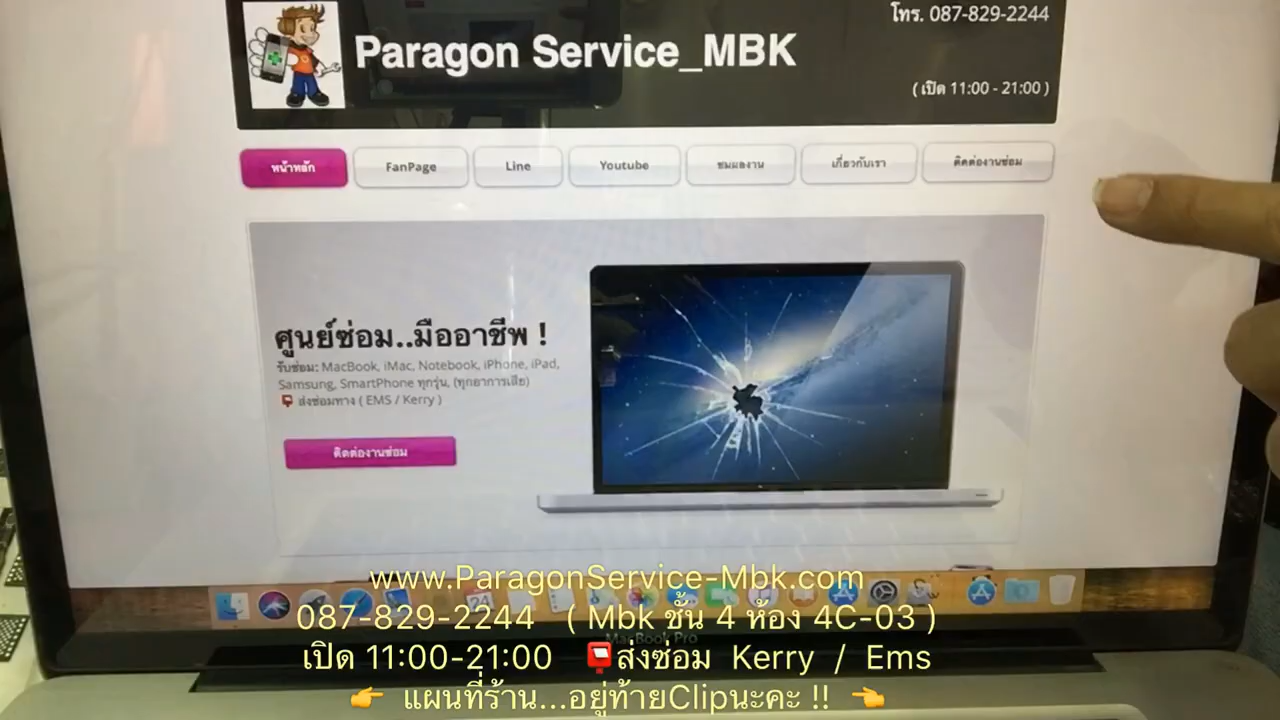 โทร. 087-829-2244
Paragon Service_MBK
( เปิด 11:00 - 21:00 )
หน้าหลัก FanPage Line Youtube ชมผลงาน เกี่ยวกับเรา ติดต่องานซ่อม
ศูนย์ซ่อม..มืออาชีพ !
รับซ่อม: MacBook, iMac, Notebook, iPhone, iPad,
Samsung, SmartPhone ทุกรุ่น, (ทุกอาการเสีย)
📮 ส่งซ่อมทาง ( EMS / Kerry )
ติดต่องานซ่อม
24
www.ParagonService-Mbk.com
087-829-2244 ( Mbk ชั้น 4 ห้อง 4C-03 )
MacBook Pro
เปิด 11:00-21:00 📮ส่งซ่อม Kerry / Ems
👉 แผนที่ร้าน...อยู่ท้ายClipนะคะ !! 👈